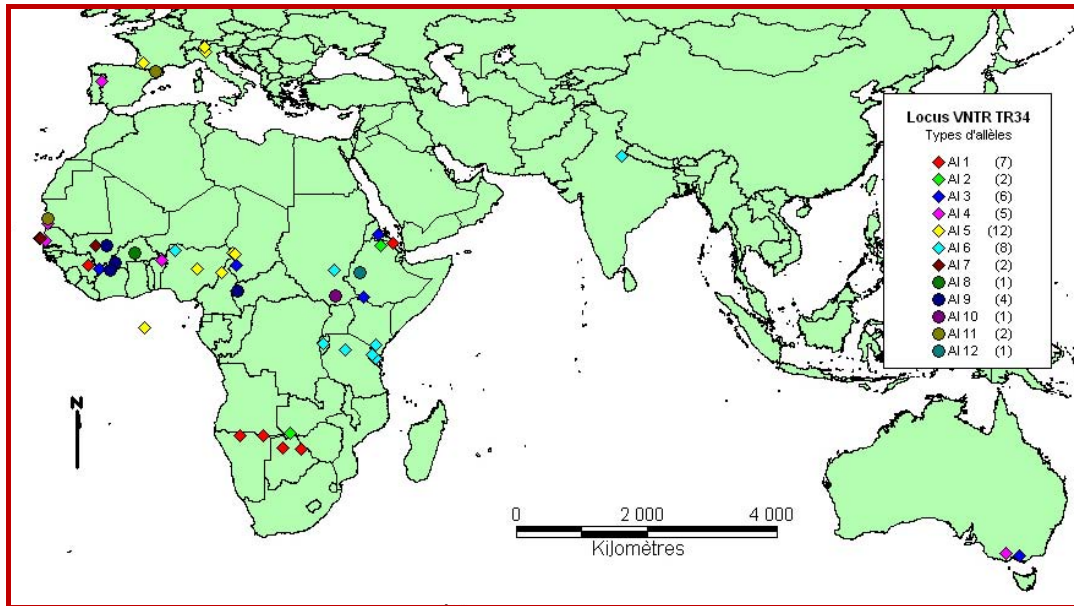 Locus VNTR TR34
Types d'allèles
Al 1 (7)
Al 2 (2)
Al 3 (6)
Al 4 (5)
Al 5 (12)
Al 6 (8)
Al 7 (2)
Al 8 (1)
Al 9 (4)
Al 10 (1)
Al 11 (2)
Al 12 (1)
N
0 2 000 4 000
Kilomètres